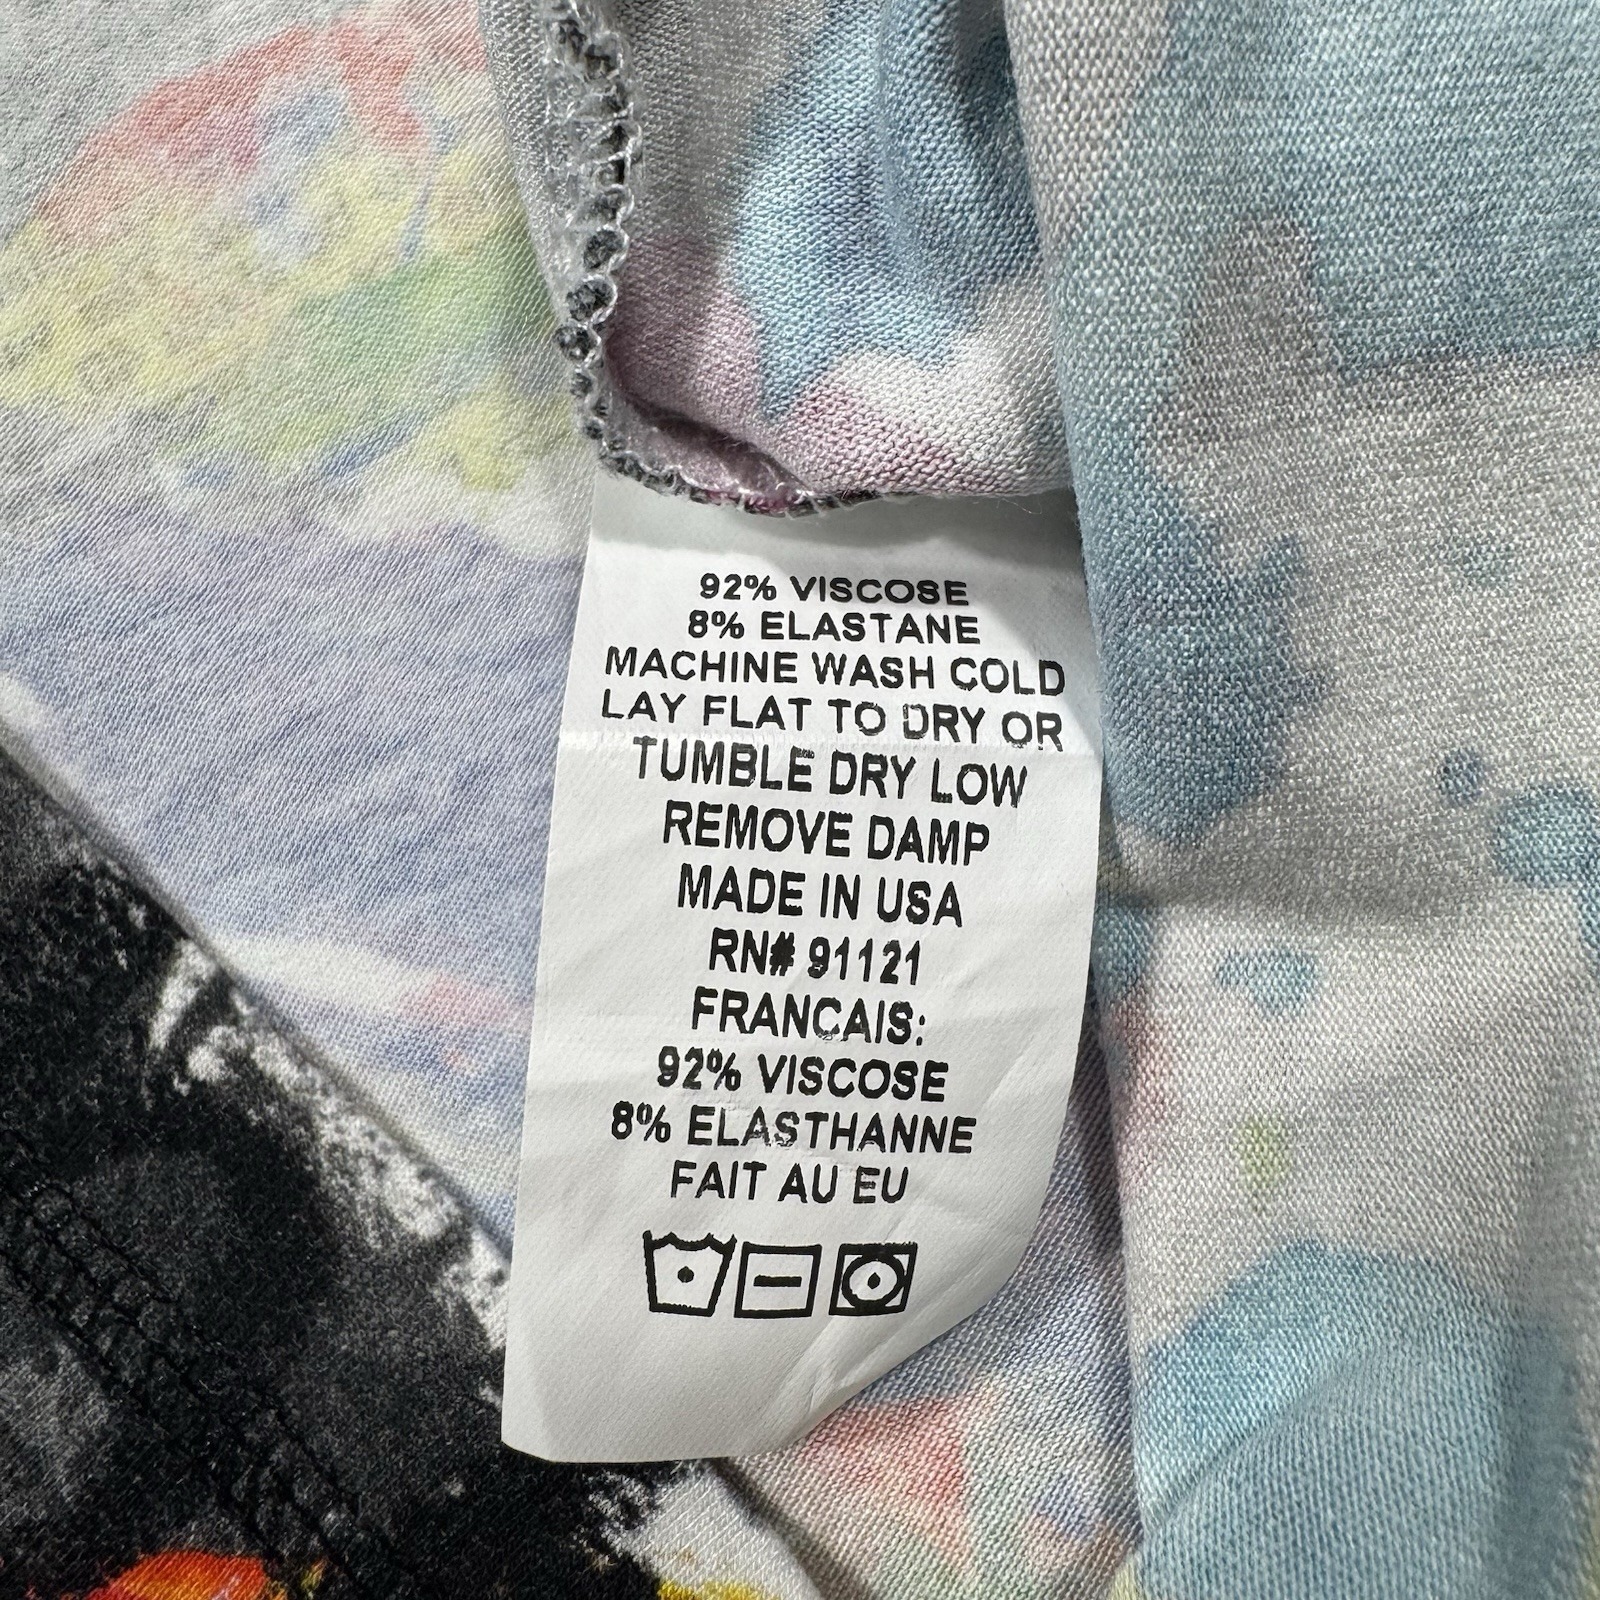 92% VISCOSE
8% ELASTANE
MACHINE WASH COLD
LAY FLAT TO DRY OR
TUMBLE DRY LOW
REMOVE DAMP
MADE IN USA
RN# 91121
FRANCAIS:
92% VISCOSE
8% ELASTHANNE
FAIT AU EU